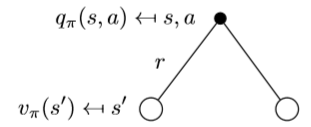 q_π(s, a) ↤ s, a
r
v_π(s′) ↤ s′